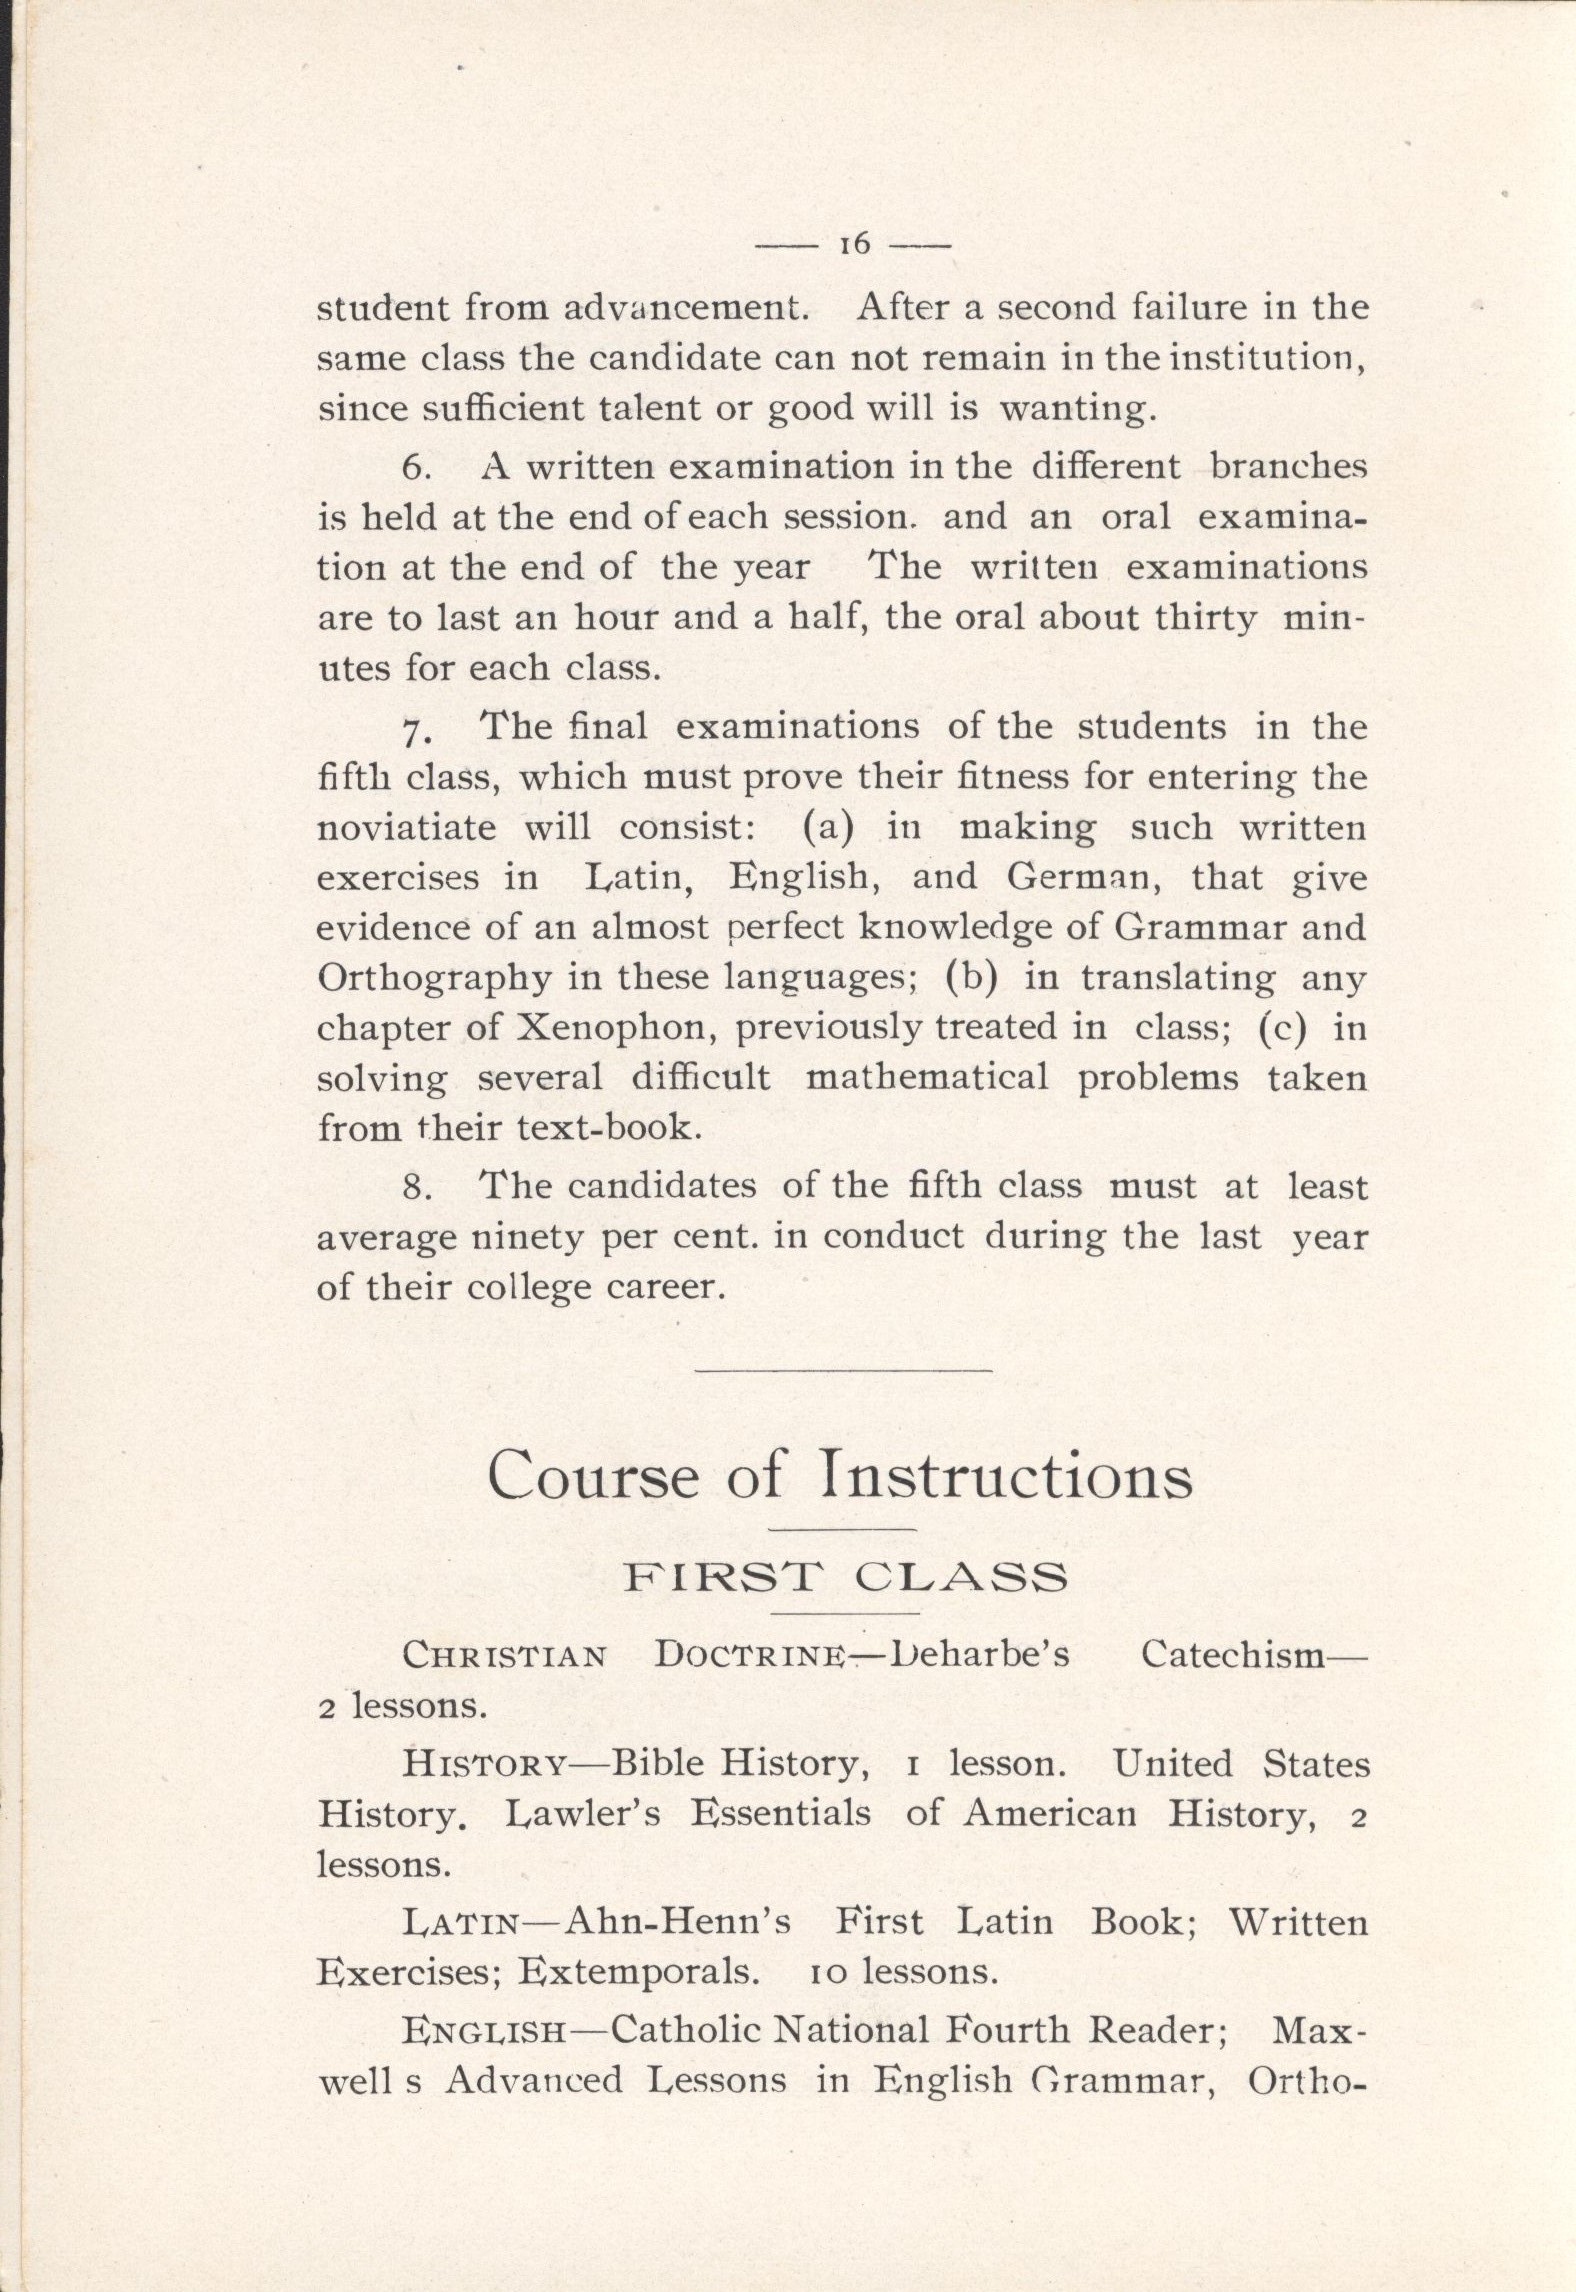 — 16 —
student from advancement. After a second failure in the
same class the candidate can not remain in the institution,
since sufficient talent or good will is wanting.
6. A written examination in the different branches
is held at the end of each session. and an oral examina-
tion at the end of the year The written examinations
are to last an hour and a half, the oral about thirty min-
utes for each class.
7. The final examinations of the students in the
fifth class, which must prove their fitness for entering the
noviatiate will consist: (a) in making such written
exercises in Latin, English, and German, that give
evidence of an almost perfect knowledge of Grammar and
Orthography in these languages; (b) in translating any
chapter of Xenophon, previously treated in class; (c) in
solving several difficult mathematical problems taken
from their text-book.
8. The candidates of the fifth class must at least
average ninety per cent. in conduct during the last year
of their college career.
Course of Instructions
FIRST CLASS
CHRISTIAN DOCTRINE—Deharbe's Catechism—
2 lessons.
HISTORY—Bible History, 1 lesson. United States
History. Lawler's Essentials of American History, 2
lessons.
LATIN—Ahn-Henn's First Latin Book; Written
Exercises; Extemporals. 10 lessons.
ENGLISH—Catholic National Fourth Reader; Max-
well s Advanced Lessons in English Grammar, Ortho-